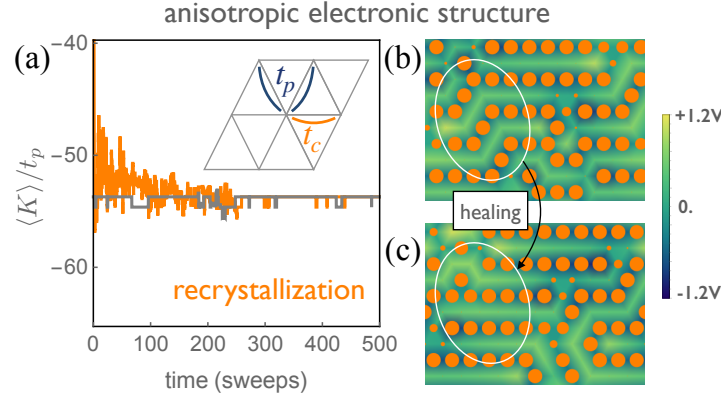 anisotropic electronic structure
(a)
-40
-50
-60
⟨K⟩/t_p
t_p
t_c
recrystallization
0
100
200
300
400
500
time (sweeps)
(b)
healing
(c)
+1.2V
0.
-1.2V